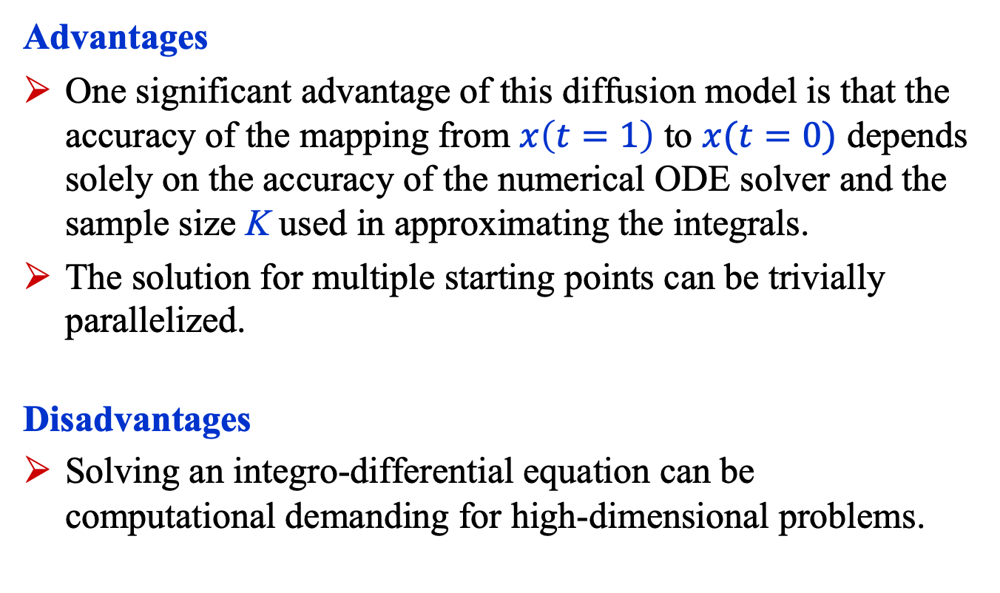 Advantages
➢ One significant advantage of this diffusion model is that the
accuracy of the mapping from x(t = 1) to x(t = 0) depends
solely on the accuracy of the numerical ODE solver and the
sample size K used in approximating the integrals.
➢ The solution for multiple starting points can be trivially
parallelized.
Disadvantages
➢ Solving an integro-differential equation can be
computational demanding for high-dimensional problems.